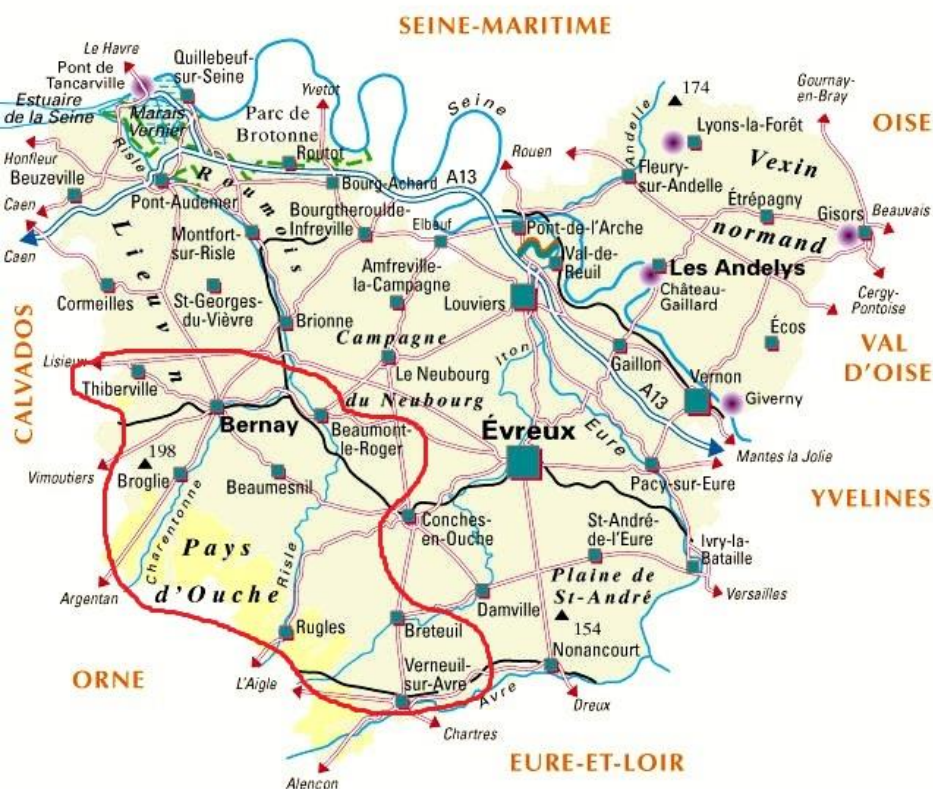 SEINE-MARITIME
Le Havre
Pont de
Tancarville
Quillebeuf-
sur-Seine
Estuaire
de la Seine
Marais
Vernier
Yvetot
Parc de
Brotonne
Seine
174
Gournay-
en-Bray
OISE
Andelle
Lyons-la-Forêt
Honfleur
Risle
Routot
Rouen
Vexin
normand
Beuzeville
Bourg-Achard
A13
Fleury-
sur-Andelle
Caen
Pont-Audemer
Roumois
Bourgtheroulde-
Infreville
Elbeuf
Pont-de-l'Arche
Étrépagny
Gisors
Beauvais
Caen
Lieuvin
Montfort-
sur-Risle
Val-de-
Reuil
Les Andelys
Château-
Gaillard
Amfreville-
la-Campagne
Cergy-
Pontoise
Cormeilles
St-Georges-
du-Vièvre
Louviers
CALVADOS
Brionne
Campagne
du Neubourg
Iton
Écos
VAL
D'OISE
Lisieux
Thiberville
Le Neubourg
Gaillon
Vernon
A13
Giverny
Bernay
Beaumont-
le-Roger
Évreux
Eure
Mantes la Jolie
Vimoutiers
198
Broglie
Beaumesnil
Pacy-sur-Eure
YVELINES
Charentonne
Pays
d'Ouche
Risle
Conches-
en-Ouche
St-André-
de-l'Eure
Ivry-la-
Bataille
Argentan
Damville
Plaine de
St-André
Versailles
Rugles
Breteuil
154
Nonancourt
ORNE
L'Aigle
Verneuil-
sur-Avre
Avre
Dreux
Chartres
EURE-ET-LOIR
Alençon